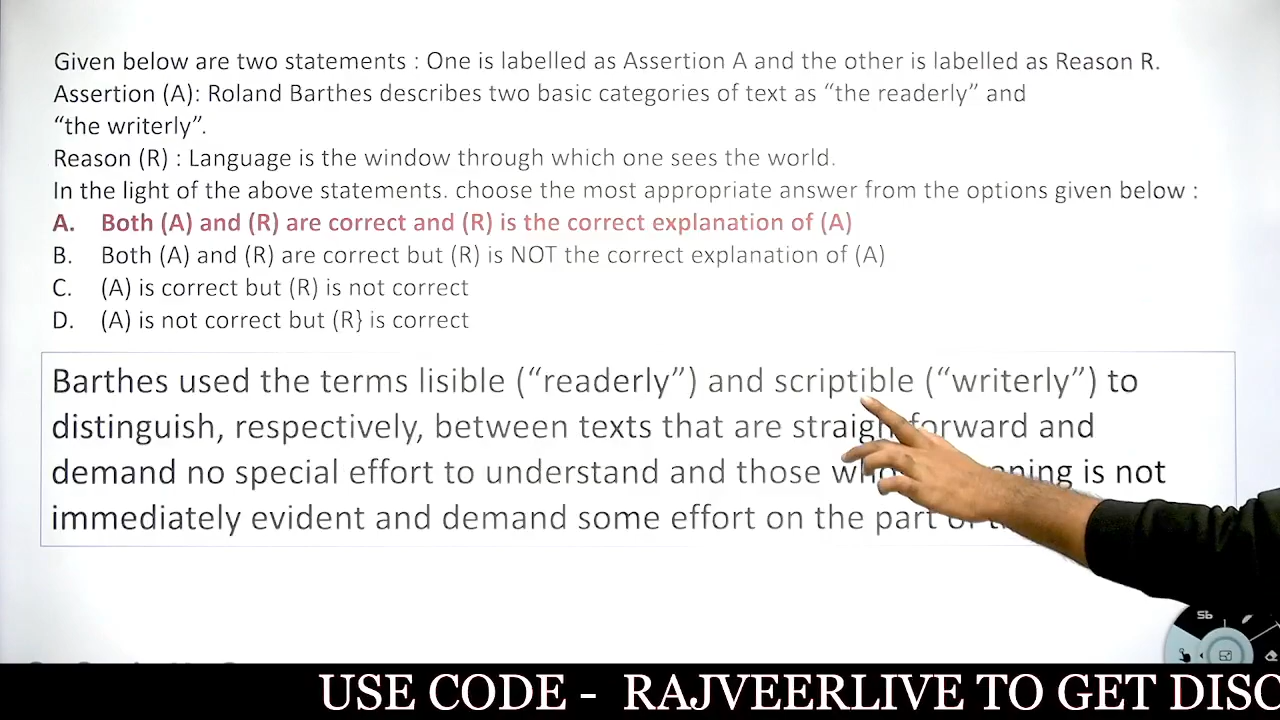 Given below are two statements : One is labelled as Assertion A and the other is labelled as Reason R.
Assertion (A): Roland Barthes describes two basic categories of text as “the readerly” and
“the writerly”.
Reason (R) : Language is the window through which one sees the world.
In the light of the above statements. choose the most appropriate answer from the options given below :
A. Both (A) and (R) are correct and (R) is the correct explanation of (A)
B. Both (A) and (R) are correct but (R) is NOT the correct explanation of (A)
C. (A) is correct but (R) is not correct
D. (A) is not correct but (R} is correct
Barthes used the terms lisible (“readerly”) and scriptible (“writerly”) to
distinguish, respectively, between texts that are straightforward and
demand no special effort to understand and those is not
immediately evident and demand some effort on the part
Sb
USE CODE - RAJVEERLIVE TO GET DISC